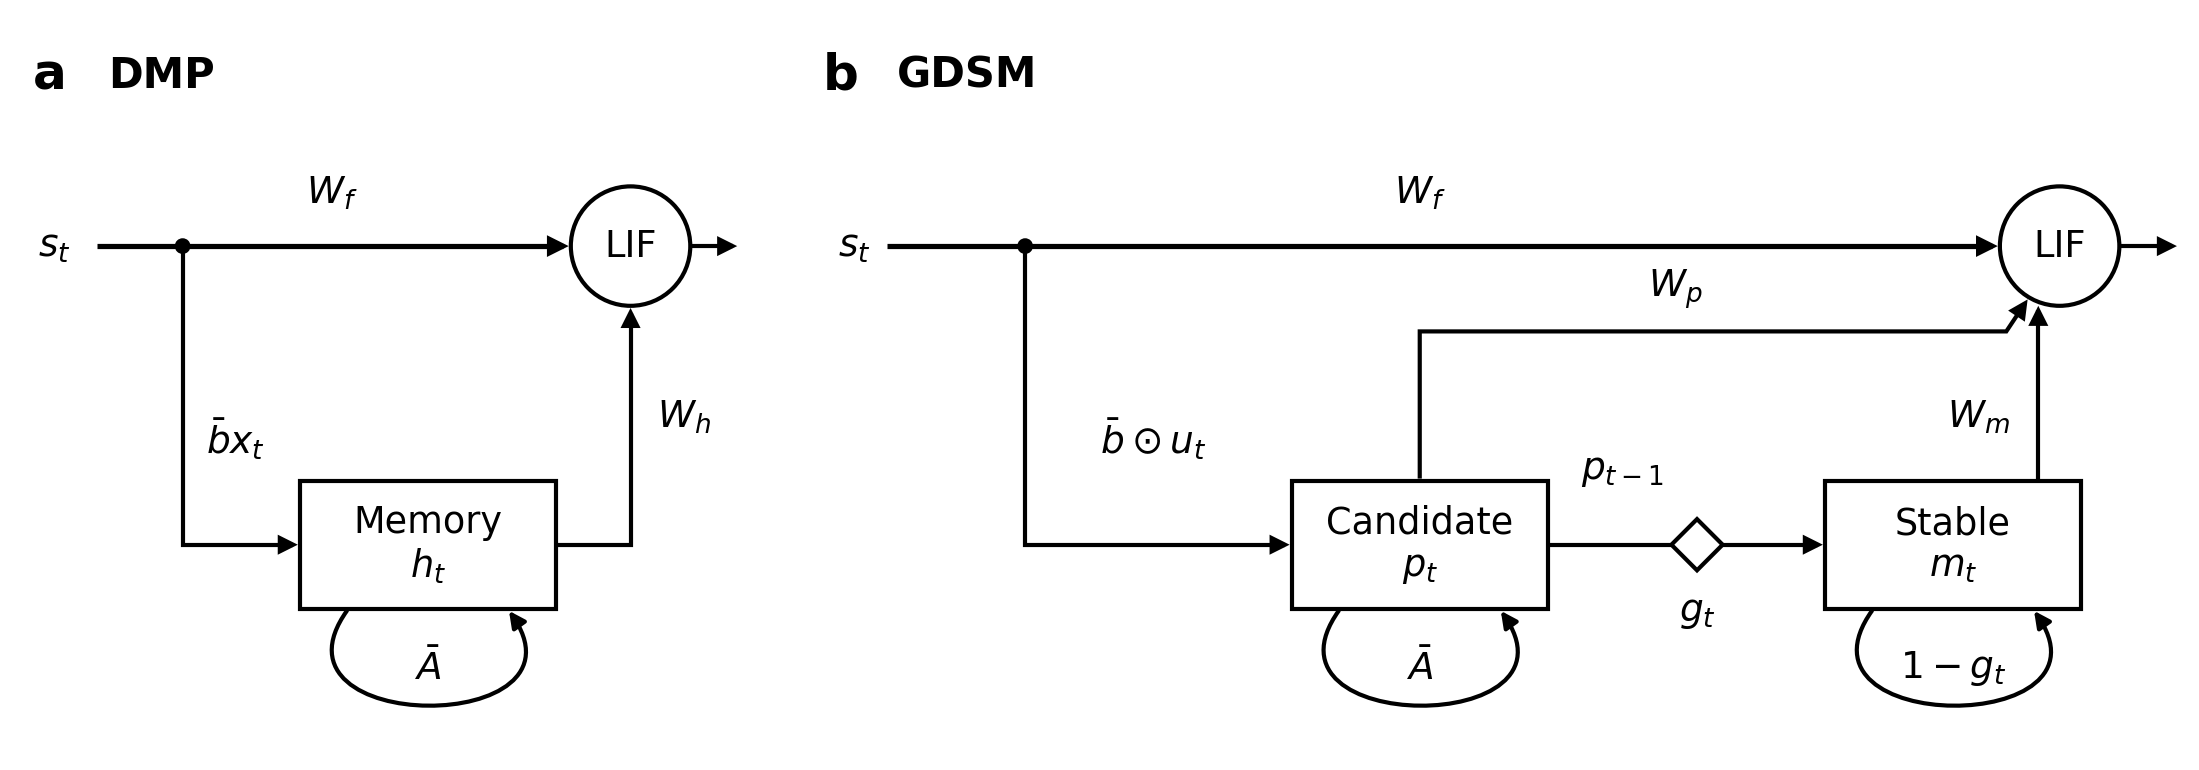 a DMP
W_f
s_t
LIF
b̄x_t
W_h
Memory
h_t
Ā
b GDSM
W_f
s_t
LIF
W_p
b̄ ⊙ u_t
W_m
p_{t−1}
Candidate
p_t
Stable
m_t
g_t
Ā
1 − g_t